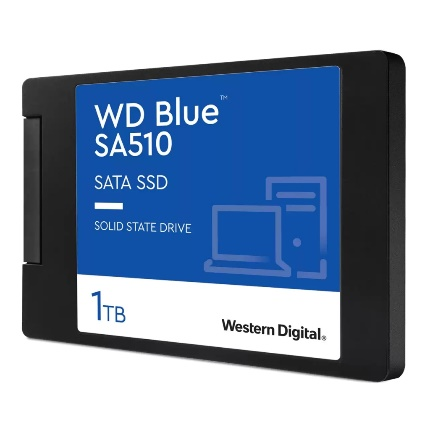 WD Blue™
SA510
SATA SSD
SOLID STATE DRIVE
1TB
Western Digital®